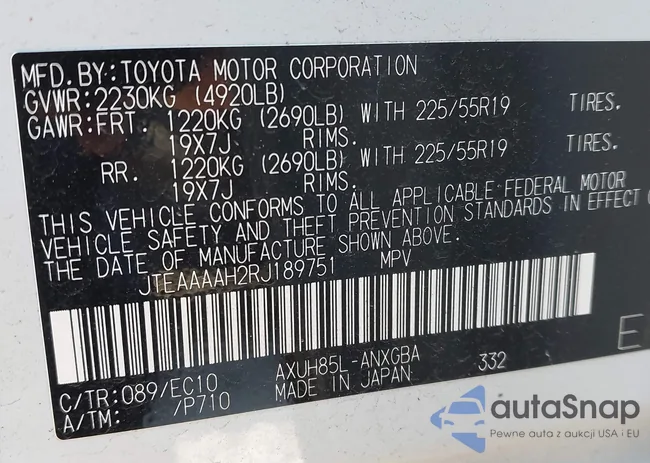 MFD.BY:TOYOTA MOTOR CORPORATION
GVWR:2230KG (4920LB)
GAWR:FRT. 1220KG (2690LB) WITH 225/55R19 TIRES.
19X7J RIMS.
RR. 1220KG (2690LB) WITH 225/55R19 TIRES.
19X7J RIMS.
THIS VEHICLE CONFORMS TO ALL APPLICABLE FEDERAL MOTOR
VEHICLE SAFETY AND THEFT PREVENTION STANDARDS IN EFFECT
THE DATE OF MANUFACTURE SHOWN ABOVE.
JTEAAAAH2RJ189751 MPV
C/TR:089/EC10 AXUH85L-ANXGBA 332 E
A/TM: /P710 MADE IN JAPAN
autaSnap
Pewne auta z aukcji USA i EU